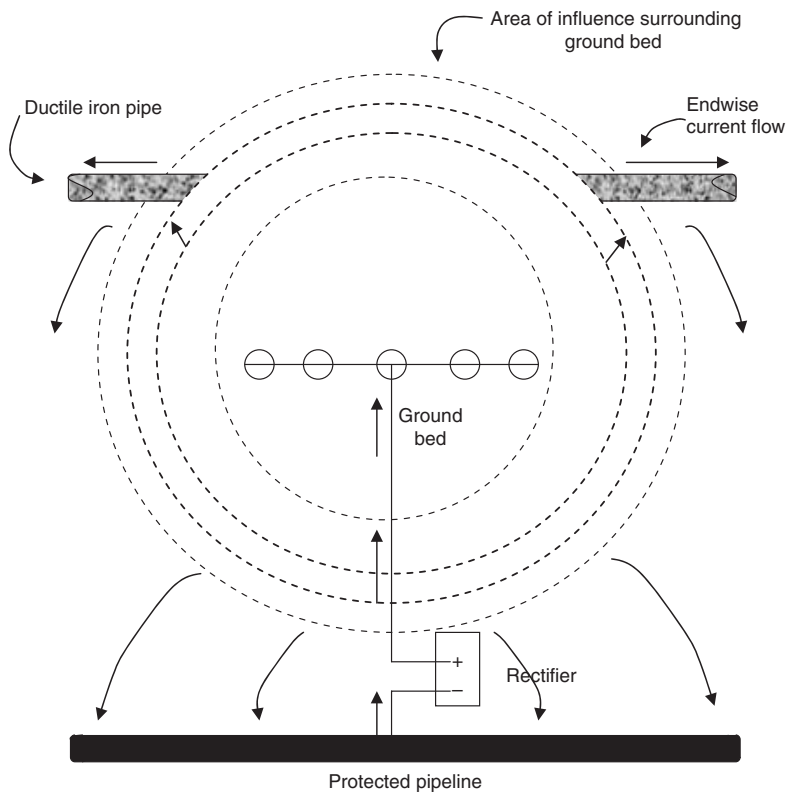 Area of influence surrounding
ground bed
Ductile iron pipe
Endwise
current flow
Ground
bed
+
Rectifier
–
Protected pipeline